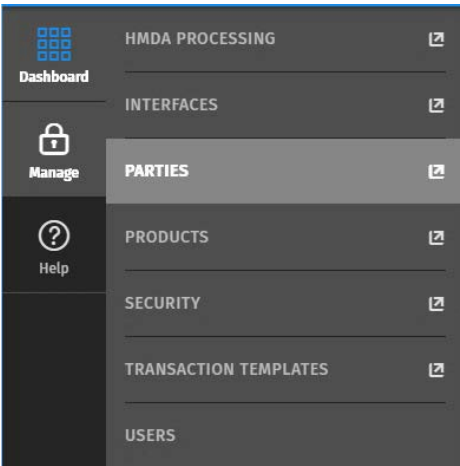 Dashboard
Manage
Help
HMDA PROCESSING
INTERFACES
PARTIES
PRODUCTS
SECURITY
TRANSACTION TEMPLATES
USERS